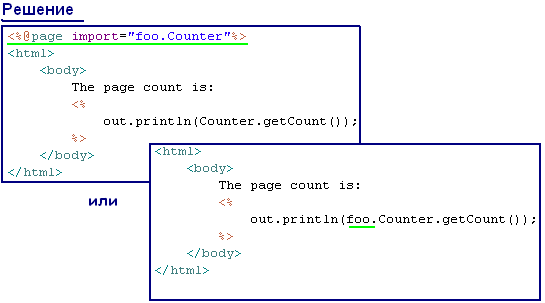 Решение
<%@page import="foo.Counter"%>
<html>
    <body>
        The page count is:
        <%
            out.println(Counter.getCount());
        %>
    </body>
</html>
или
<html>
    <body>
        The page count is:
        <%
            out.println(foo.Counter.getCount());
        %>
    </body>
</html>